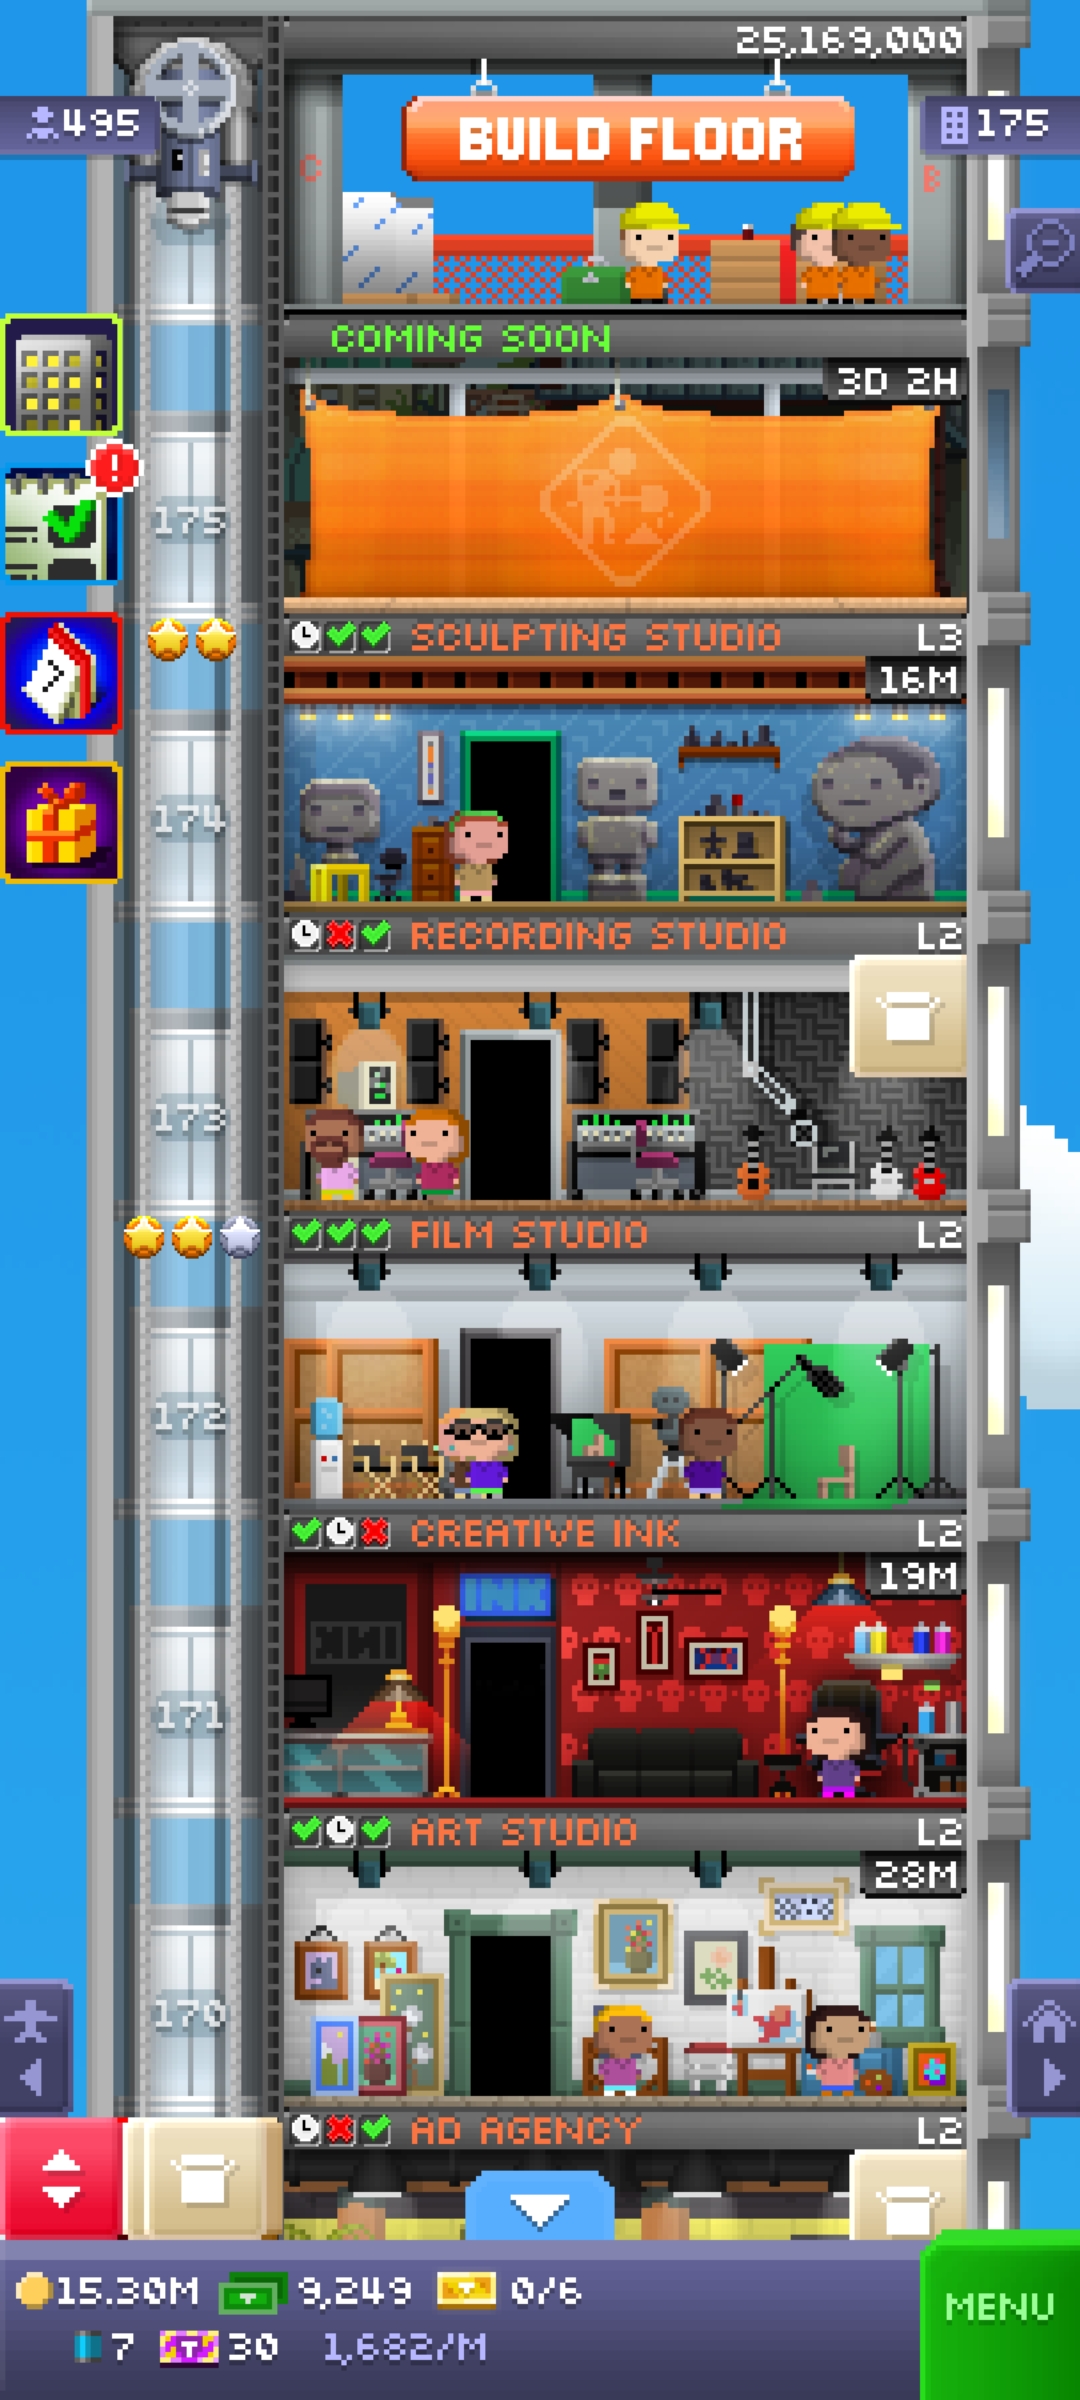 25,169,000
495
BUILD FLOOR
175
C
B
COMING SOON
3D 2H
175
SCULPTING STUDIO
L3
16M
174
RECORDING STUDIO
L2
173
FILM STUDIO
L2
172
CREATIVE INK
L2
19M
INK
171
ART STUDIO
L2
28M
170
AD AGENCY
L2
15.30M
9,249
0/6
7
T
30
1,682/M
MENU